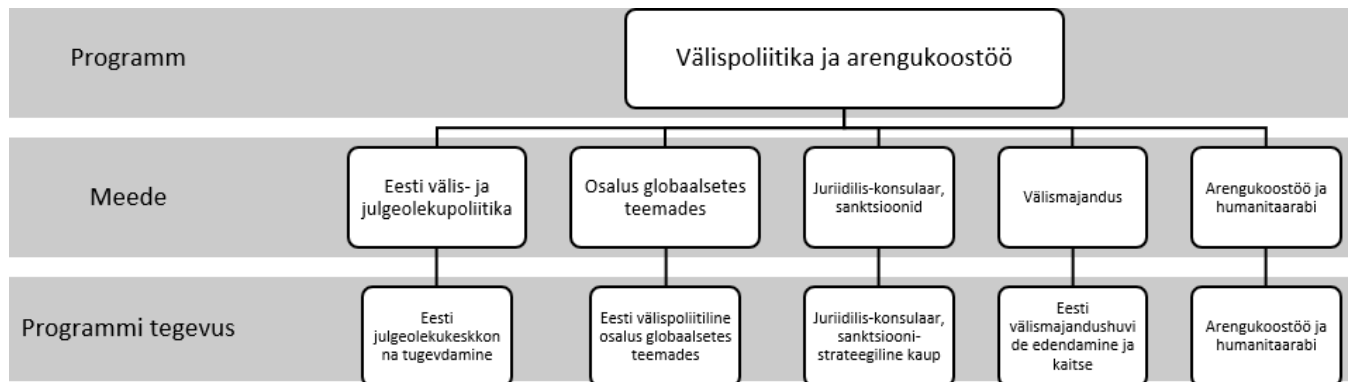 Programm
Välispoliitika ja arengukoostöö
Meede
Eesti välis- ja
julgeolekupoliitika
Osalus globaalsetes
teemades
Juriidilis-konsulaar,
sanktsioonid
Välismajandus
Arengukoostöö ja
humanitaarabi
Programmi tegevus
Eesti
julgeolekukeskkon
na tugevdamine
Eesti välispoliitiline
osalus globaalsetes
teemades
Juriidilis-konsulaar,
sanktsiooni-
strateegiline kaup
Eesti
välismajandushuvi
de edendamine ja
kaitse
Arengukoostöö ja
humanitaarabi